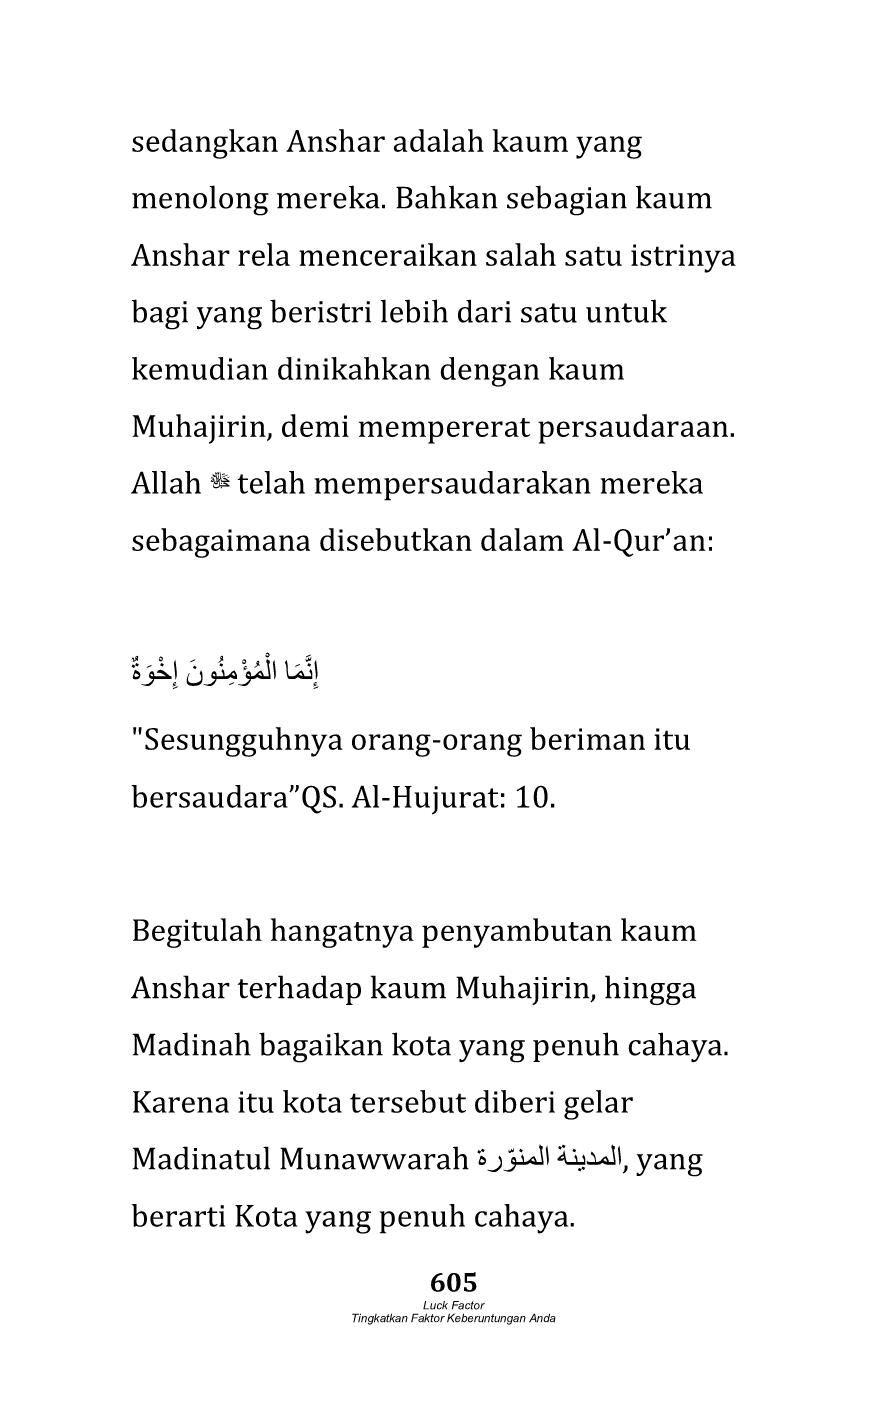 sedangkan Anshar adalah kaum yang
menolong mereka. Bahkan sebagian kaum
Anshar rela menceraikan salah satu istrinya
bagi yang beristri lebih dari satu untuk
kemudian dinikahkan dengan kaum
Muhajirin, demi mempererat persaudaraan.
Allah ﷻ telah mempersaudarakan mereka
sebagaimana disebutkan dalam Al-Qur’an:
إِنَّمَا الْمُؤْمِنُونَ إِخْوَةٌ
"Sesungguhnya orang-orang beriman itu
bersaudara”QS. Al-Hujurat: 10.
Begitulah hangatnya penyambutan kaum
Anshar terhadap kaum Muhajirin, hingga
Madinah bagaikan kota yang penuh cahaya.
Karena itu kota tersebut diberi gelar
Madinatul Munawwarah المدينة المنوّرة, yang
berarti Kota yang penuh cahaya.
605
Luck Factor
Tingkatkan Faktor Keberuntungan Anda